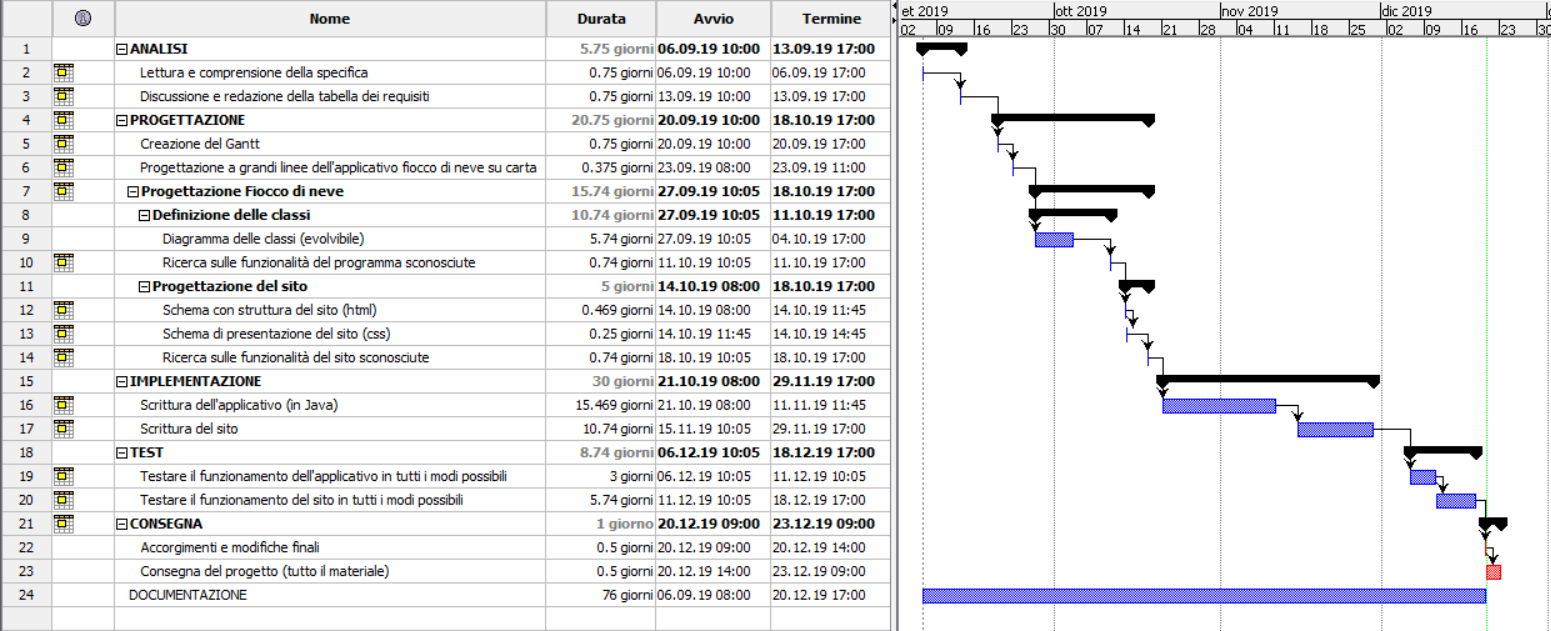 Nome Durata Avvio Termine
et 2019 ott 2019 nov 2019 dic 2019
02 09 16 23 30 07 14 21 28 04 11 18 25 02 09 16 23 30
1 ANALISI 5.75 giorni 06.09.19 10:00 13.09.19 17:00
2 Lettura e comprensione della specifica 0.75 giorni 06.09.19 10:00 06.09.19 17:00
3 Discussione e redazione della tabella dei requisiti 0.75 giorni 13.09.19 10:00 13.09.19 17:00
4 PROGETTAZIONE 20.75 giorni 20.09.19 10:00 18.10.19 17:00
5 Creazione del Gantt 0.75 giorni 20.09.19 10:00 20.09.19 17:00
6 Progettazione a grandi linee dell'applicativo fiocco di neve su carta 0.375 giorni 23.09.19 08:00 23.09.19 11:00
7 Progettazione Fiocco di neve 15.74 giorni 27.09.19 10:05 18.10.19 17:00
8 Definizione delle classi 10.74 giorni 27.09.19 10:05 11.10.19 17:00
9 Diagramma delle classi (evolvibile) 5.74 giorni 27.09.19 10:05 04.10.19 17:00
10 Ricerca sulle funzionalità del programma sconosciute 0.74 giorni 11.10.19 10:05 11.10.19 17:00
11 Progettazione del sito 5 giorni 14.10.19 08:00 18.10.19 17:00
12 Schema con struttura del sito (html) 0.469 giorni 14.10.19 08:00 14.10.19 11:45
13 Schema di presentazione del sito (css) 0.25 giorni 14.10.19 11:45 14.10.19 14:45
14 Ricerca sulle funzionalità del sito sconosciute 0.74 giorni 18.10.19 10:05 18.10.19 17:00
15 IMPLEMENTAZIONE 30 giorni 21.10.19 08:00 29.11.19 17:00
16 Scrittura dell'applicativo (in Java) 15.469 giorni 21.10.19 08:00 11.11.19 11:45
17 Scrittura del sito 10.74 giorni 15.11.19 10:05 29.11.19 17:00
18 TEST 8.74 giorni 06.12.19 10:05 18.12.19 17:00
19 Testare il funzionamento dell'applicativo in tutti i modi possibili 3 giorni 06.12.19 10:05 11.12.19 10:05
20 Testare il funzionamento del sito in tutti i modi possibili 5.74 giorni 11.12.19 10:05 18.12.19 17:00
21 CONSEGNA 1 giorno 20.12.19 09:00 23.12.19 09:00
22 Accorgimenti e modifiche finali 0.5 giorni 20.12.19 09:00 20.12.19 14:00
23 Consegna del progetto (tutto il materiale) 0.5 giorni 20.12.19 14:00 23.12.19 09:00
24 DOCUMENTAZIONE 76 giorni 06.09.19 08:00 20.12.19 17:00